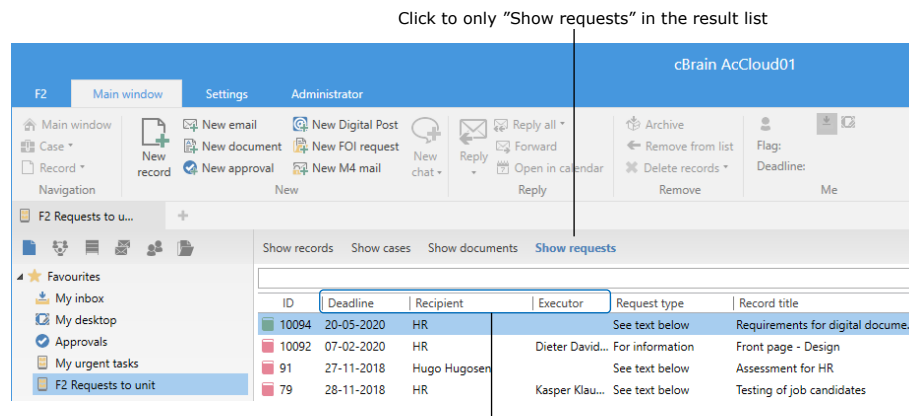 Click to only ”Show requests” in the result list
cBrain AcCloud01
F2 Main window Settings Administrator
Main window New email New Digital Post Reply all Archive
Case New document New FOI request Forward Remove from list Flag:
Record New record New approval New M4 mail New chat Reply Open in calendar Delete records Deadline:
Navigation New Reply Remove Me
F2 Requests to u... +
Show records Show cases Show documents Show requests
Favourites
My inbox
My desktop
Approvals
My urgent tasks
F2 Requests to unit
ID Deadline Recipient Executor Request type Record title
10094 20-05-2020 HR See text below Requirements for digital docume.
10092 07-02-2020 HR Dieter David... For information Front page - Design
91 27-11-2018 Hugo Hugosen See text below Assessment for HR
79 28-11-2018 HR Kasper Klau... See text below Testing of job candidates